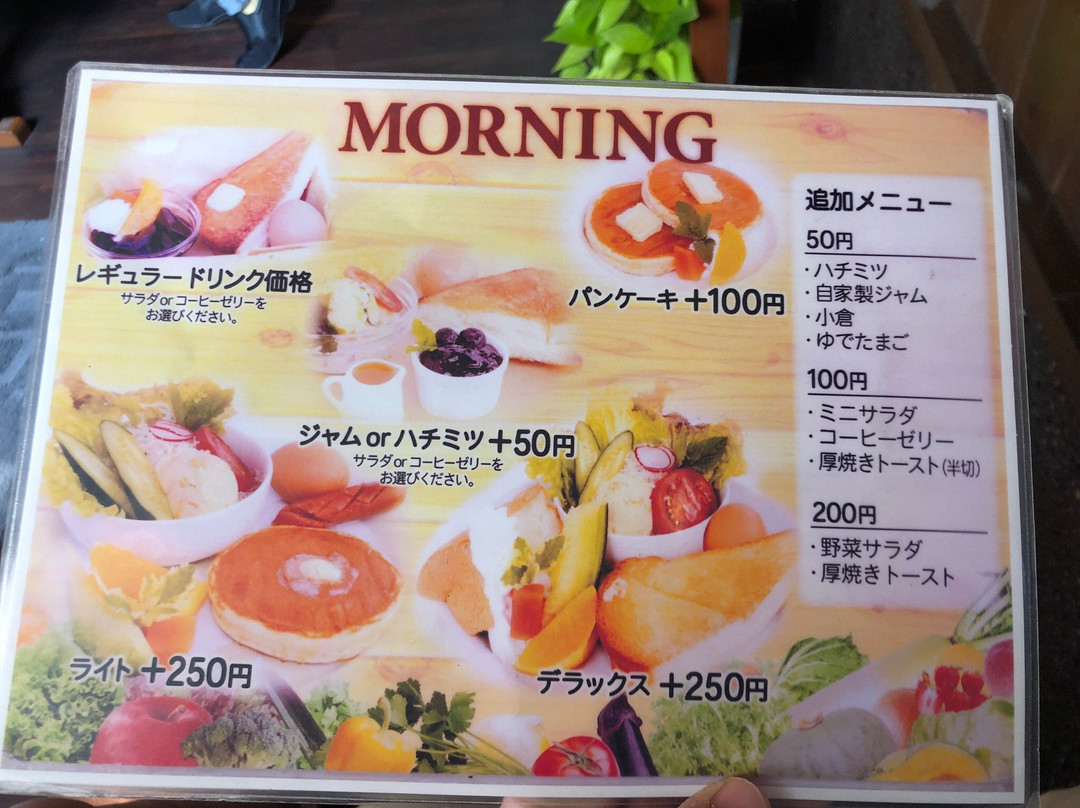 MORNING
レギュラードリンク価格
サラダorコーヒーゼリーを
お選びください。
パンケーキ+100円
ジャムorハチミツ+50円
サラダorコーヒーゼリーを
お選びください。
ライト+250円
デラックス+250円
追加メニュー
50円
・ハチミツ
・自家製ジャム
・小倉
・ゆでたまご
100円
・ミニサラダ
・コーヒーゼリー
・厚焼きトースト(半切)
200円
・野菜サラダ
・厚焼きトースト